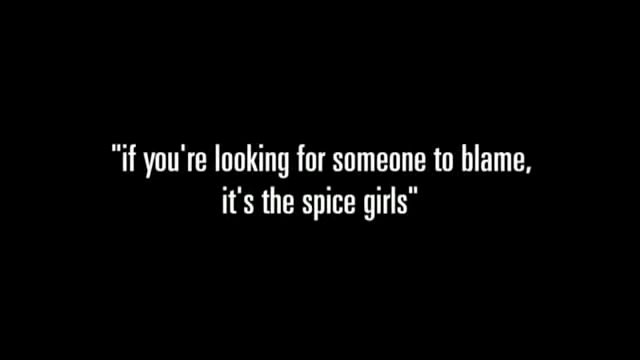 "if you're looking for someone to blame,
it's the spice girls"